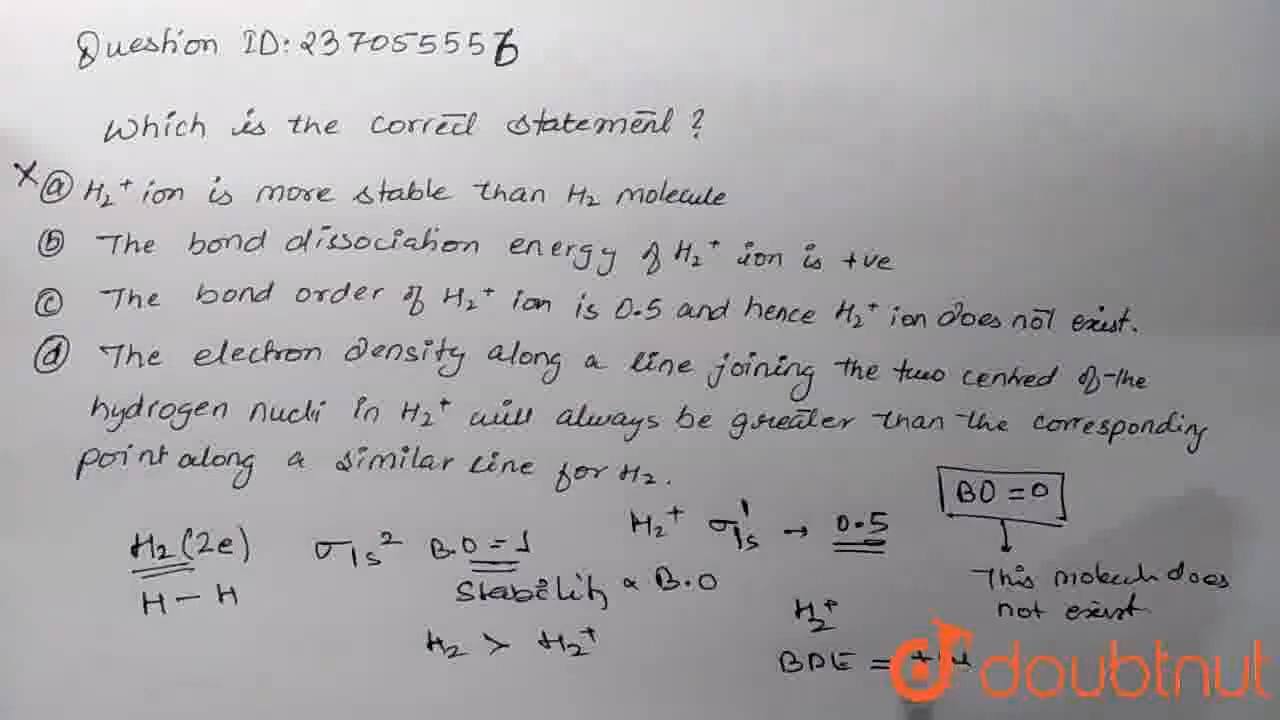 Question ID: 237055556
Which is the correct statement?
X (a) H2+ ion is more stable than H2 molecule
(b) The bond dissociation energy of H2+ ion is +ve
(c) The bond order of H2+ ion is 0.5 and hence H2+ ion does not exist.
(d) The electron density along a line joining the two centred of the
hydrogen nucli in H2+ will always be greater than the corresponding
point along a similar line for H2.
H2 (2e) σ1s2 B.O = 1
H2+ σ1s1 → 0.5
BO = 0
H - H
Stability ∝ B.O
This molecule does
not exist
H2 > H2+
H2+
BDE = +ve
doubtnut